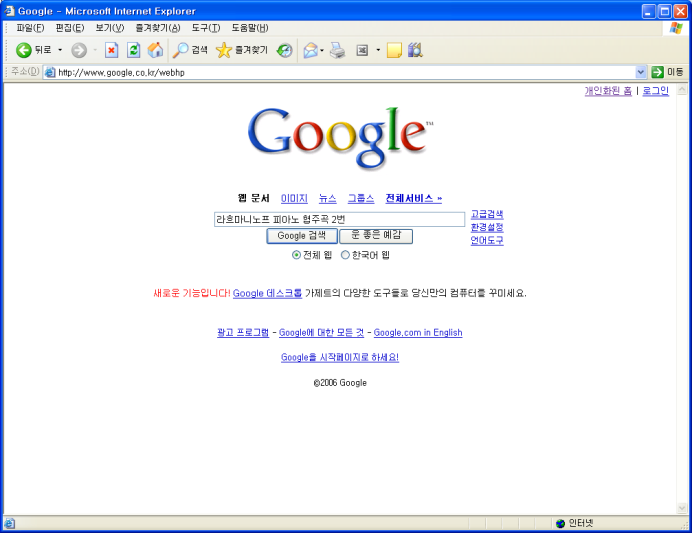 Google - Microsoft Internet Explorer
파일(F) 편집(E) 보기(V) 즐겨찾기(A) 도구(T) 도움말(H)
뒤로 검색 즐겨찾기
주소(D) http://www.google.co.kr/webhp 이동
개인화된 홈 | 로그인
Google™
웹 문서 이미지 뉴스 그룹스 전체서비스 »
라흐마니노프 피아노 협주곡 2번 고급검색
Google 검색 운 좋은 예감 환경설정
언어도구
전체 웹 한국어 웹
새로운 기능입니다! Google 데스크톱 가제트의 다양한 도구들로 당신만의 컴퓨터를 꾸미세요.
광고 프로그램 - Google에 대한 모든 것 - Google.com in English
Google을 시작페이지로 하세요!
©2006 Google
인터넷